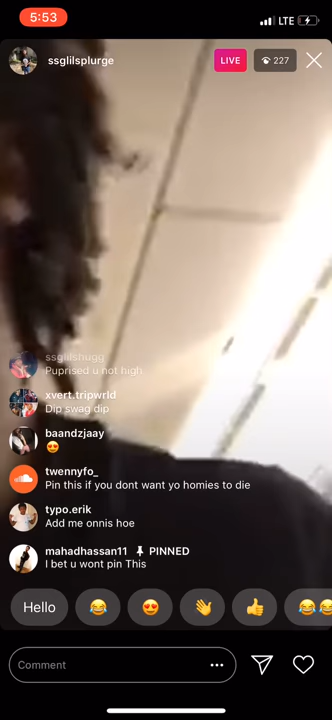 5:53
LTE
ssglilsplurge
LIVE
227
ssglilshugg
Puprised u not high
xvert.tripwrld
Dip swag dip
baandzjaay
😍
twennyfo_
Pin this if you dont want yo homies to die
typo.erik
Add me onnis hoe
mahadhassan11 PINNED
I bet u wont pin This
Hello
Comment